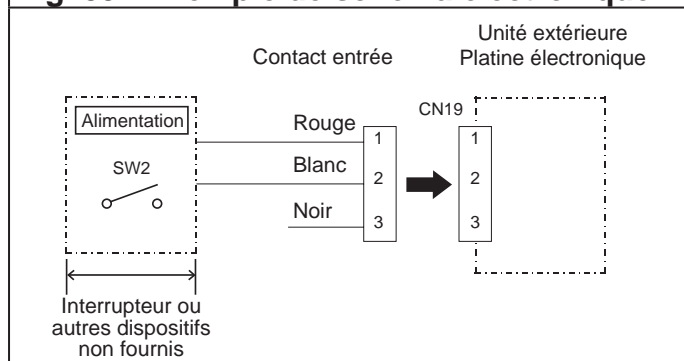 Unité extérieure
Contact entrée
Platine électronique
CN19
Alimentation
Rouge
1
1
SW2
Blanc
2
2
Noir
3
3
Interrupteur ou
autres dispositifs
non fournis